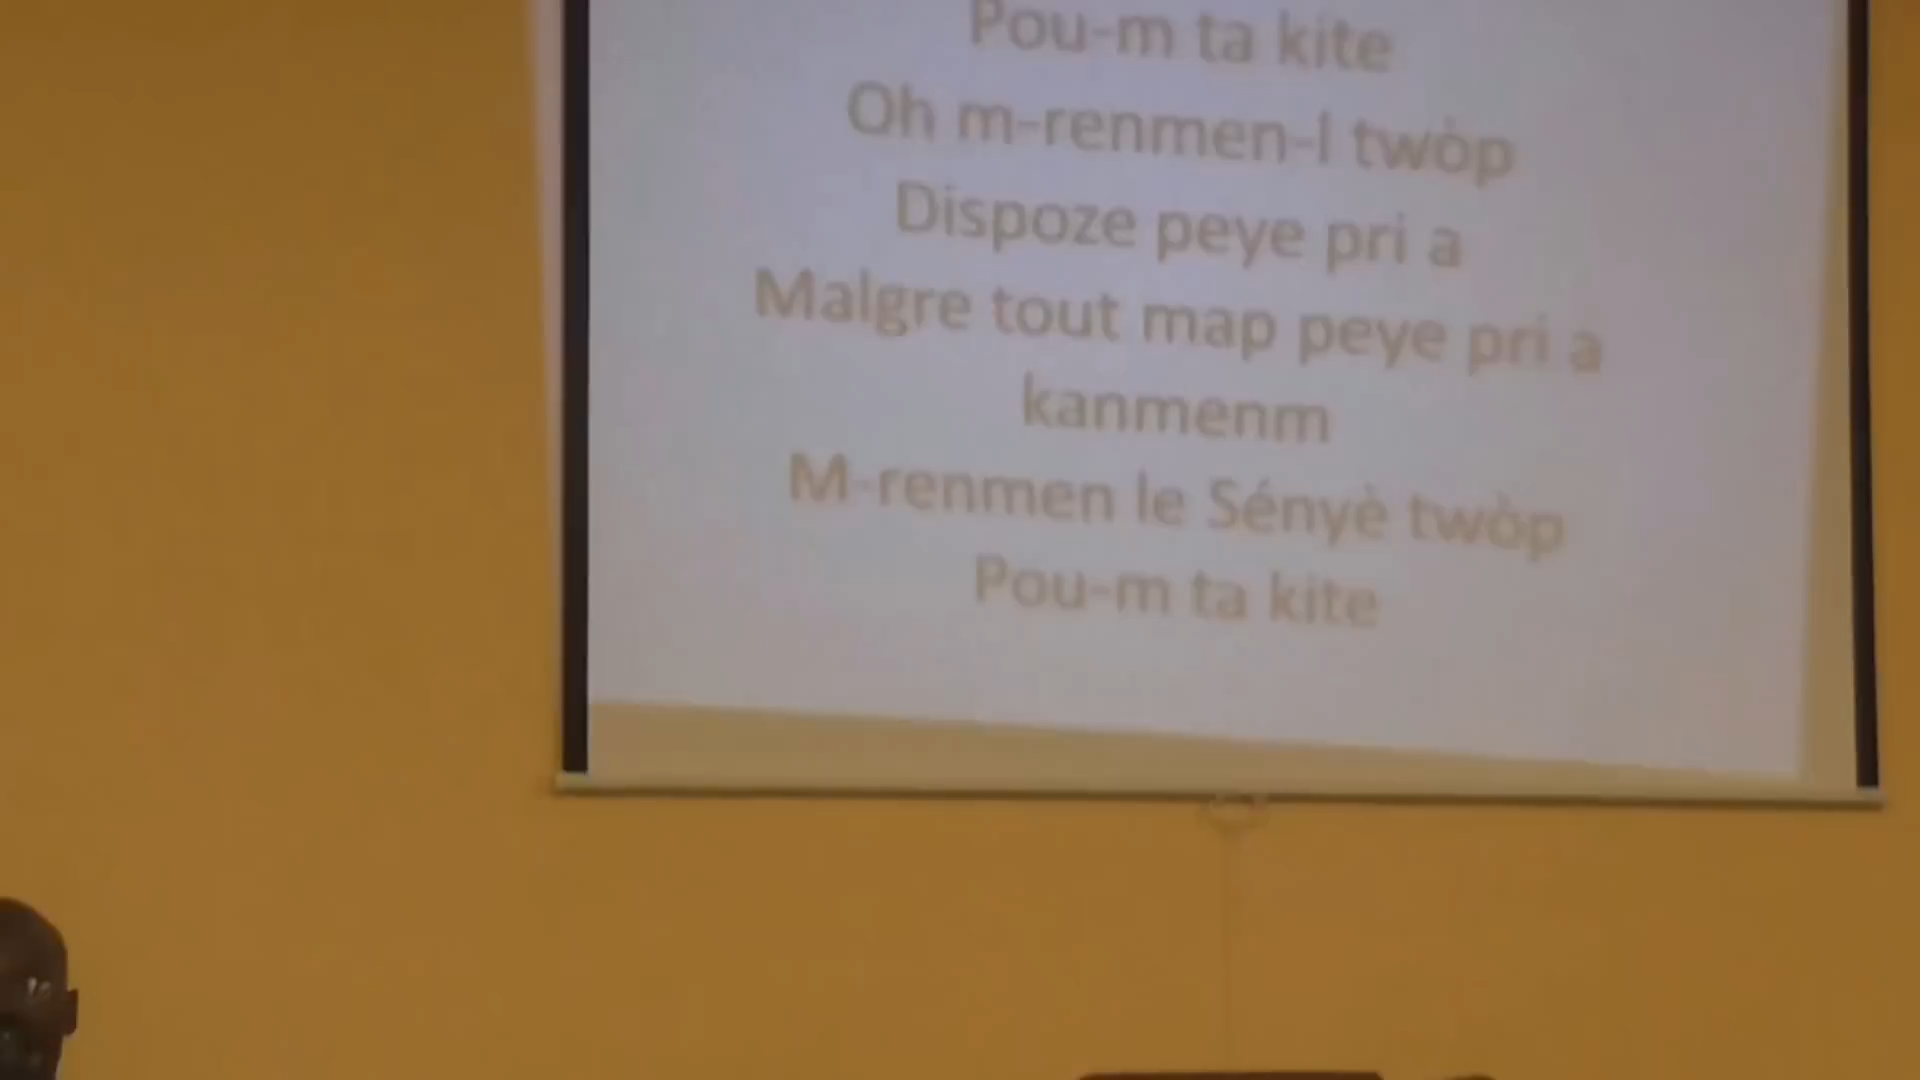 Pou-m ta kite
Oh m-renmen-l twòp
Dispoze peye pri a
Malgre tout map peye pri a
kanmenm
M-renmen le Sényè twòp
Pou-m ta kite